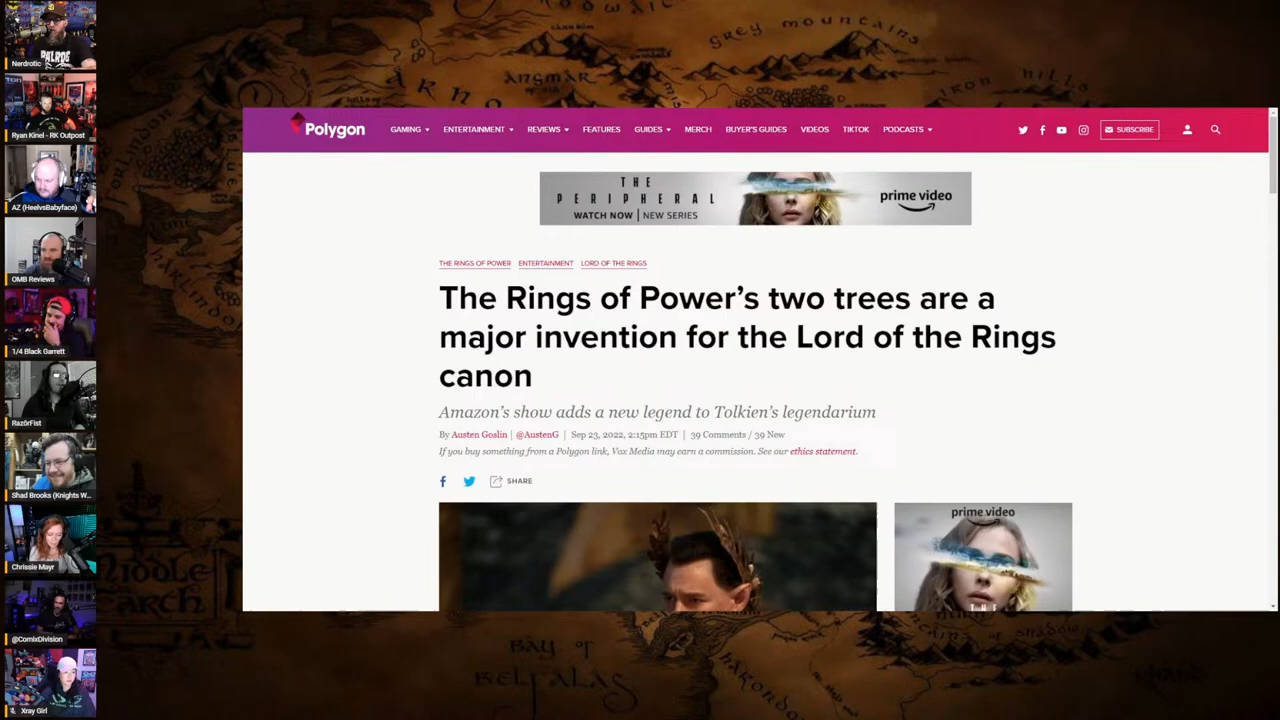 Nerdrotic
Ryan Kinel - RK Outpost
AZ (HeelvsBabyface)
OMB Reviews
1/4 Black Garrett
RazörFist
Shad Brooks (Knights W...
Chrissie Mayr
@ComixDivision
Xray Girl
GREY MOUNTAINS
ANGMAR
IRON HILLS
Polygon
GAMING
ENTERTAINMENT
REVIEWS
FEATURES
GUIDES
MERCH
BUYER'S GUIDES
VIDEOS
TIKTOK
PODCASTS
SUBSCRIBE
THE
PERIPHERAL
WATCH NOW | NEW SERIES
prime video
THE RINGS OF POWER ENTERTAINMENT LORD OF THE RINGS
The Rings of Power's two trees are a
major invention for the Lord of the Rings
canon
Amazon's show adds a new legend to Tolkien's legendarium
By Austen Goslin | @AustenG | Sep 23, 2022, 2:15pm EDT | 39 Comments / 39 New
If you buy something from a Polygon link, Vox Media may earn a commission. See our ethics statement.
SHARE
prime video
THE
MIDDLE
EARTH
BAY OF
BELFALAS